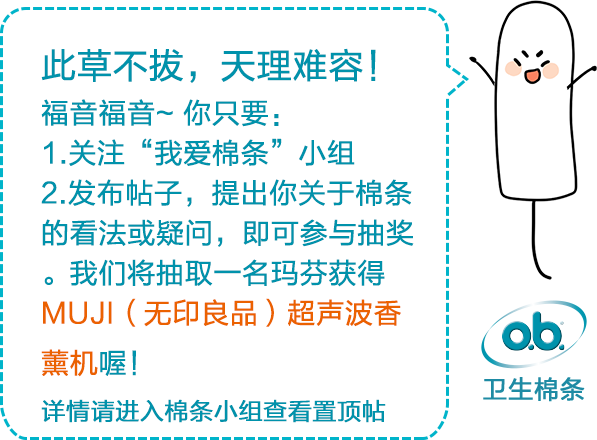 此草不拔，天理难容！
福音福音~ 你只要：
1.关注“我爱棉条”小组
2.发布帖子，提出你关于棉条
的看法或疑问，即可参与抽奖
。我们将抽取一名玛芬获得
MUJI（无印良品）超声波香
薰机喔！
详情请进入棉条小组查看置顶帖
o.b.
卫生棉条